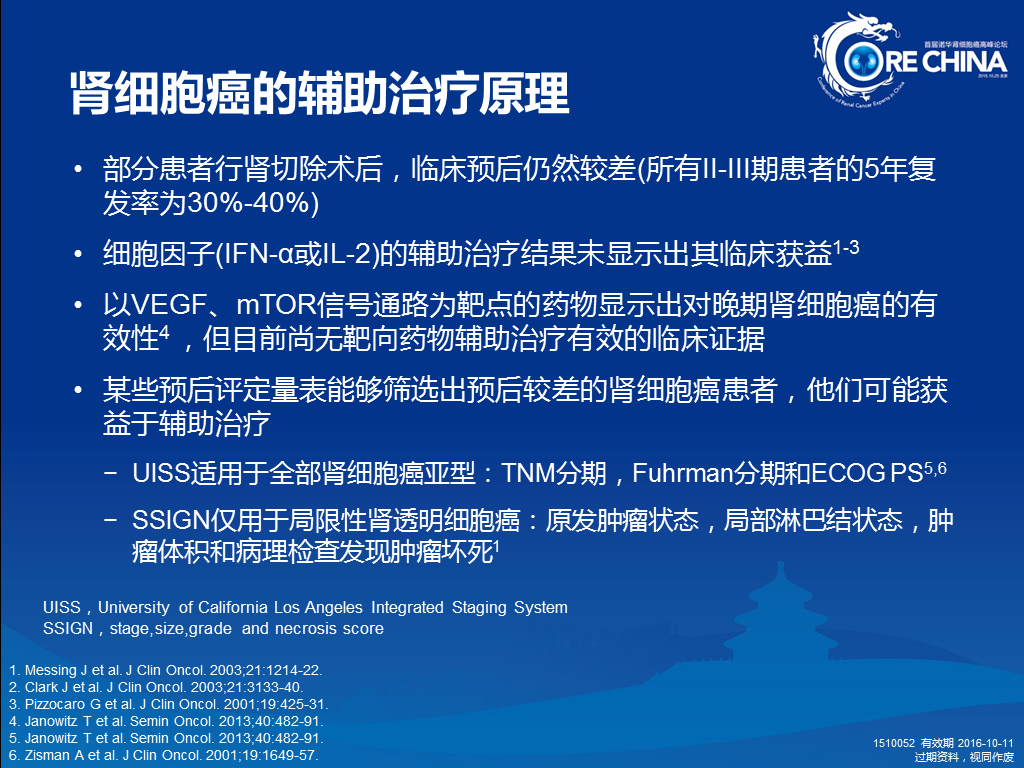 首届诺华肾细胞癌高峰论坛
CORE CHINA
2015.10.25 北京
Conference of Renal Cancer Experts in China
肾细胞癌的辅助治疗原理
• 部分患者行肾切除术后，临床预后仍然较差(所有II-III期患者的5年复
发率为30%-40%)
• 细胞因子(IFN-α或IL-2)的辅助治疗结果未显示出其临床获益1-3
• 以VEGF、mTOR信号通路为靶点的药物显示出对晚期肾细胞癌的有
效性4 ，但目前尚无靶向药物辅助治疗有效的临床证据
• 某些预后评定量表能够筛选出预后较差的肾细胞癌患者，他们可能获
益于辅助治疗
− UISS适用于全部肾细胞癌亚型：TNM分期，Fuhrman分期和ECOG PS5,6
− SSIGN仅用于局限性肾透明细胞癌：原发肿瘤状态，局部淋巴结状态，肿
瘤体积和病理检查发现肿瘤坏死1
UISS，University of California Los Angeles Integrated Staging System
SSIGN，stage,size,grade and necrosis score
1. Messing J et al. J Clin Oncol. 2003;21:1214-22.
2. Clark J et al. J Clin Oncol. 2003;21:3133-40.
3. Pizzocaro G et al. J Clin Oncol. 2001;19:425-31.
4. Janowitz T et al. Semin Oncol. 2013;40:482-91.
5. Janowitz T et al. Semin Oncol. 2013;40:482-91.
6. Zisman A et al. J Clin Oncol. 2001;19:1649-57.
1510052 有效期 2016-10-11
过期资料，视同作废